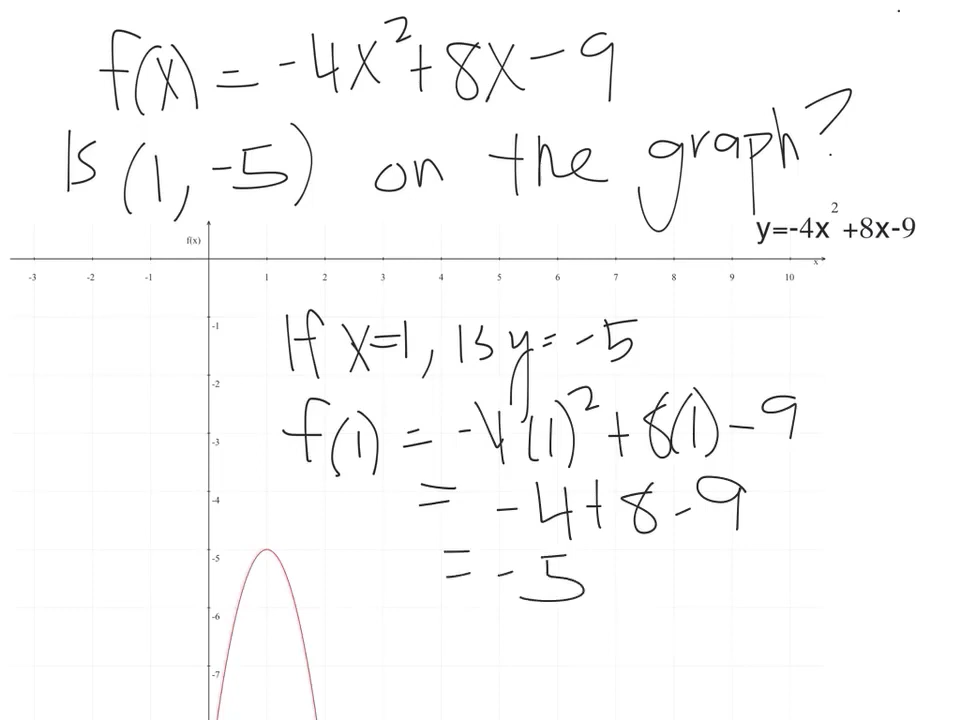 f(x) = -4x²+8x-9
Is (1, -5) on the graph?
y=-4x²+8x-9
f(x)
x
-3 -2 -1 1 2 3 4 5 6 7 8 9 10
-1
-2
-3
-4
-5
-6
-7
If x=1, is y= -5
f(1) = -4(1)²+8(1)-9
= -4+8-9
= -5